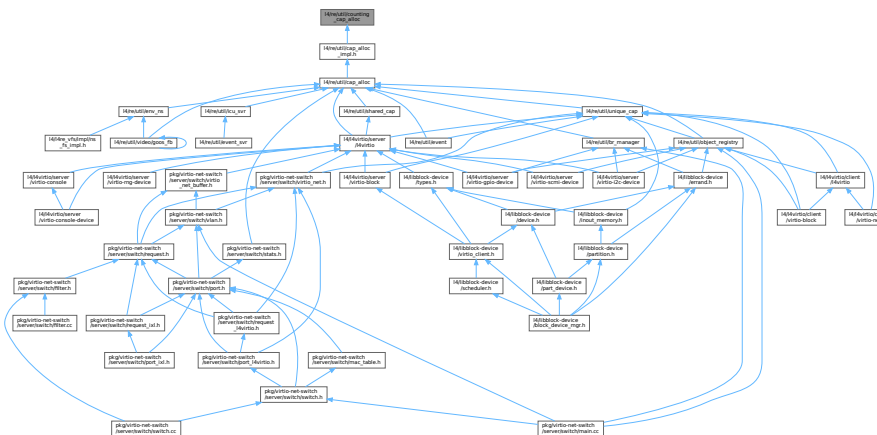 l4/re/util/counting
_cap_alloc
l4/re/util/cap_alloc
_impl.h
l4/re/util/cap_alloc
l4/re/util/env_ns
l4/re/util/icu_svr
l4/re/util/shared_cap
l4/re/util/unique_cap
l4/l4re_vfs/impl/ns
_fs_impl.h
l4/re/util/video/goos_fb
l4/re/util/event_svr
l4/l4virtio/server
/l4virtio
l4/re/util/event
l4/re/util/br_manager
l4/re/util/object_registry
l4/l4virtio/server
/virtio-console
l4/l4virtio/server
/virtio-rng-device
pkg/virtio-net-switch
/server/switch/virtio
_net_buffer.h
pkg/virtio-net-switch
/server/switch/virtio_net.h
l4/l4virtio/server
/virtio-block
l4/libblock-device
/types.h
l4/l4virtio/server
/virtio-gpio-device
l4/l4virtio/server
/virtio-scmi-device
l4/l4virtio/server
/virtio-i2c-device
l4/libblock-device
/errand.h
l4/l4virtio/client
/l4virtio
l4/l4virtio/server
/virtio-console-device
pkg/virtio-net-switch
/server/switch/vlan.h
l4/libblock-device
/device.h
l4/libblock-device
/inout_memory.h
l4/l4virtio/client
/virtio-block
pkg/virtio-net-switch
/server/switch/request.h
pkg/virtio-net-switch
/server/switch/stats.h
l4/libblock-device
/virtio_client.h
l4/libblock-device
/partition.h
pkg/virtio-net-switch
/server/switch/filter.h
pkg/virtio-net-switch
/server/switch/port.h
l4/libblock-device
/scheduler.h
l4/libblock-device
/part_device.h
pkg/virtio-net-switch
/server/switch/filter.cc
pkg/virtio-net-switch
/server/switch/request_ixl.h
pkg/virtio-net-switch
/server/switch/request
_l4virtio.h
l4/libblock-device
/block_device_mgr.h
pkg/virtio-net-switch
/server/switch/port_ixl.h
pkg/virtio-net-switch
/server/switch/port_l4virtio.h
pkg/virtio-net-switch
/server/switch/mac_table.h
pkg/virtio-net-switch
/server/switch/switch.h
pkg/virtio-net-switch
/server/switch/switch.cc
pkg/virtio-net-switch
/server/switch/main.cc